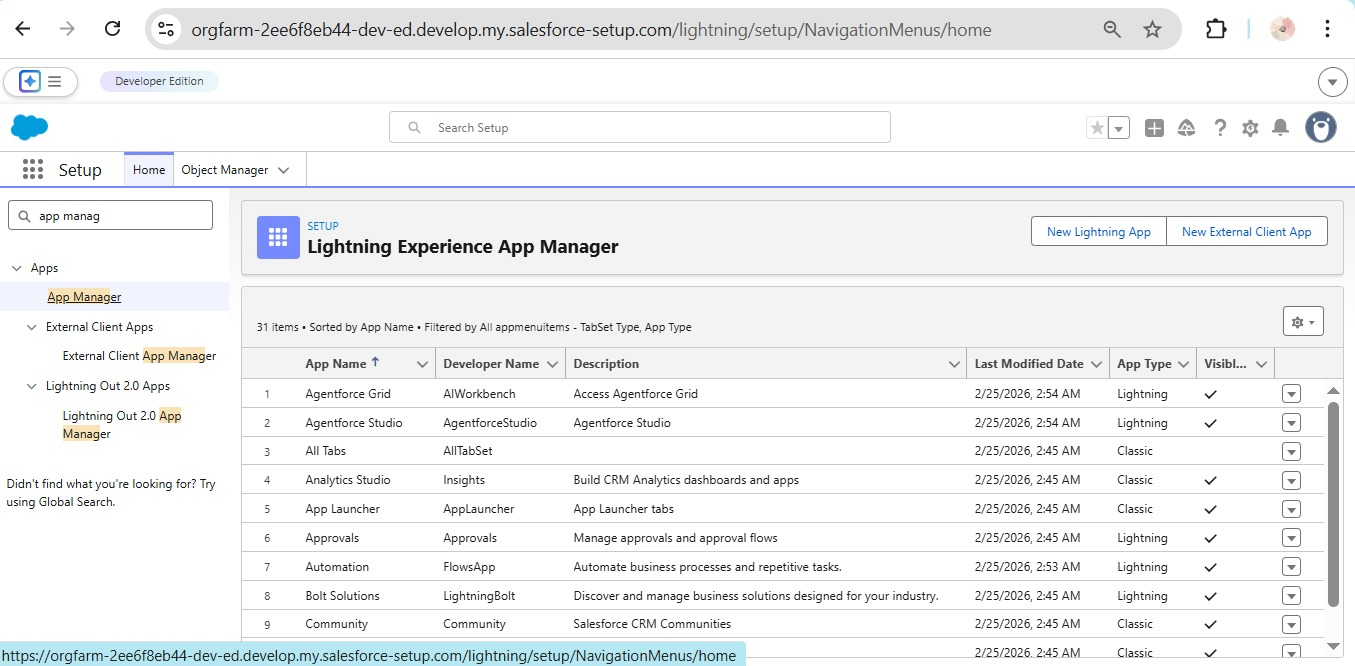 orgfarm-2ee6f8eb44-dev-ed.develop.my.salesforce-setup.com/lightning/setup/NavigationMenus/home
Developer Edition
Search Setup
Setup
Home
Object Manager
app manag
Apps
App Manager
External Client Apps
External Client App Manager
Lightning Out 2.0 Apps
Lightning Out 2.0 App
Manager
Didn't find what you're looking for? Try
using Global Search.
SETUP
Lightning Experience App Manager
New Lightning App
New External Client App
31 items • Sorted by App Name • Filtered by All appmenuitems - TabSet Type, App Type
App Name Developer Name Description Last Modified Date App Type Visibl...
1 Agentforce Grid AIWorkbench Access Agentforce Grid 2/25/2026, 2:54 AM Lightning
2 Agentforce Studio AgentforceStudio Agentforce Studio 2/25/2026, 2:54 AM Lightning
3 All Tabs AllTabSet 2/25/2026, 2:45 AM Classic
4 Analytics Studio Insights Build CRM Analytics dashboards and apps 2/25/2026, 2:45 AM Classic
5 App Launcher AppLauncher App Launcher tabs 2/25/2026, 2:45 AM Classic
6 Approvals Approvals Manage approvals and approval flows 2/25/2026, 2:45 AM Lightning
7 Automation FlowsApp Automate business processes and repetitive tasks. 2/25/2026, 2:53 AM Lightning
8 Bolt Solutions LightningBolt Discover and manage business solutions designed for your industry. 2/25/2026, 2:45 AM Lightning
9 Community Community Salesforce CRM Communities 2/25/2026, 2:45 AM Classic
2/25/2026, 2:45 AM Classic
https://orgfarm-2ee6f8eb44-dev-ed.develop.my.salesforce-setup.com/lightning/setup/NavigationMenus/home